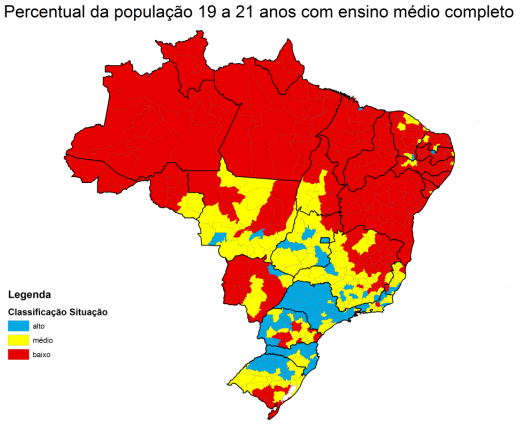 Percentual da população 19 a 21 anos com ensino médio completo
Legenda
Classificação Situação
alto
médio
baixo